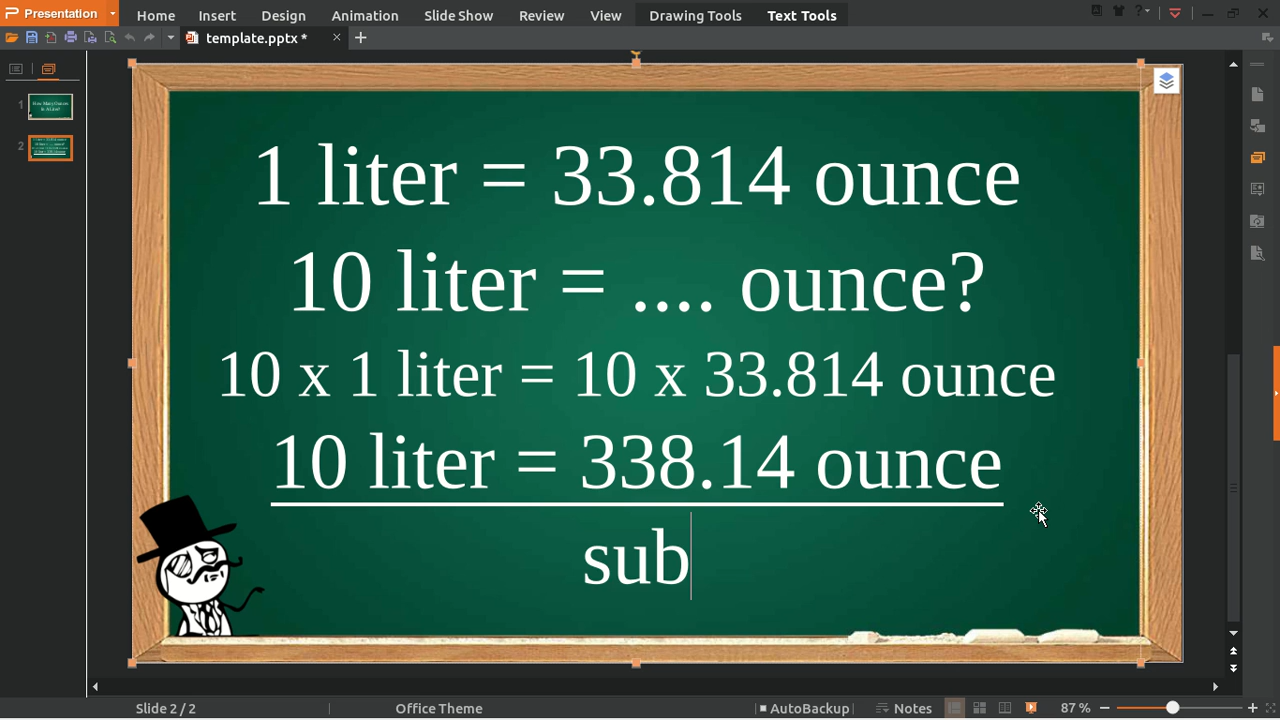 Presentation
Home Insert Design Animation Slide Show Review View Drawing Tools Text Tools
template.pptx *
1
2
1 liter = 33.814 ounce
10 liter = .... ounce?
10 x 1 liter = 10 x 33.814 ounce
10 liter = 338.14 ounce
sub
Slide 2 / 2 Office Theme AutoBackup Notes 87 %